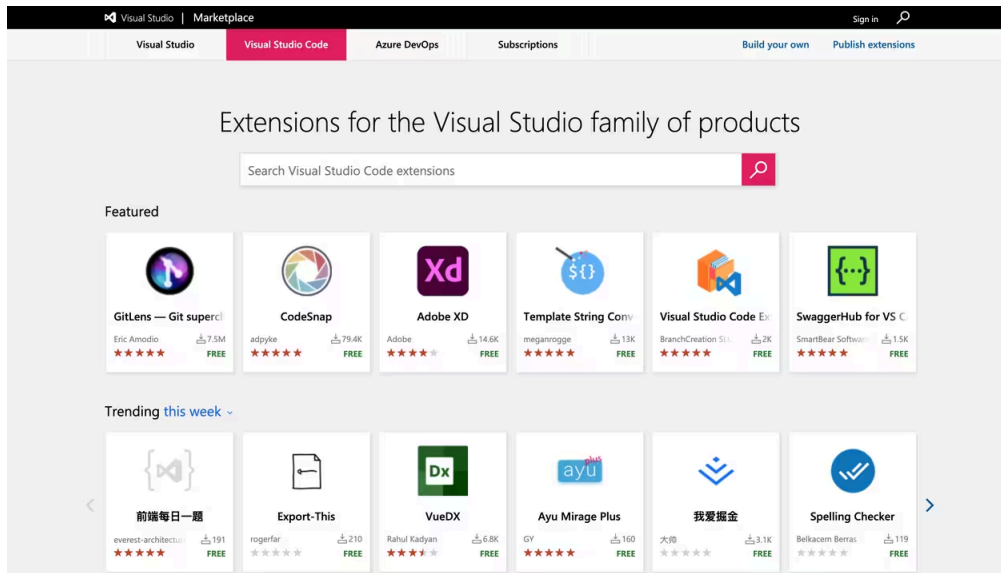 Visual Studio | Marketplace
Sign in
Visual Studio
Visual Studio Code
Azure DevOps
Subscriptions
Build your own
Publish extensions
Extensions for the Visual Studio family of products
Search Visual Studio Code extensions
Featured
Xd
${}
{...}
GitLens — Git supercl
CodeSnap
Adobe XD
Template String Conv
Visual Studio Code Ex
SwaggerHub for VS C
Eric Amodio 7.5M
adpyke 79.4K
Adobe 14.6K
meganrogge 13K
BranchCreation 2K
SmartBear Software 1.5K
FREE
FREE
FREE
FREE
FREE
FREE
Trending this week
Dx
ayu plus
前端每日一题
Export-This
VueDX
Ayu Mirage Plus
我爱掘金
Spelling Checker
everest-architectu 191
rogerfar 210
Rahul Kadyan 6.8K
GY 160
大帅 3.1K
Belkacem Berras 119
FREE
FREE
FREE
FREE
FREE
FREE